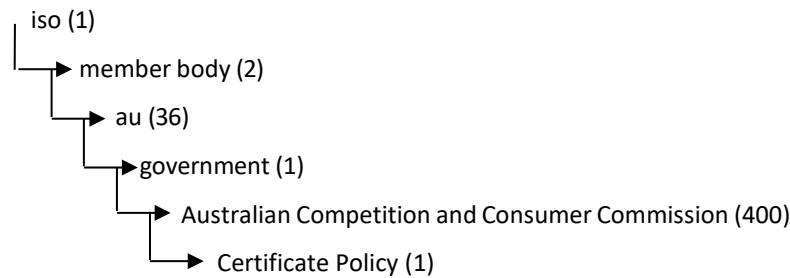 iso (1)
member body (2)
au (36)
government (1)
Australian Competition and Consumer Commission (400)
Certificate Policy (1)